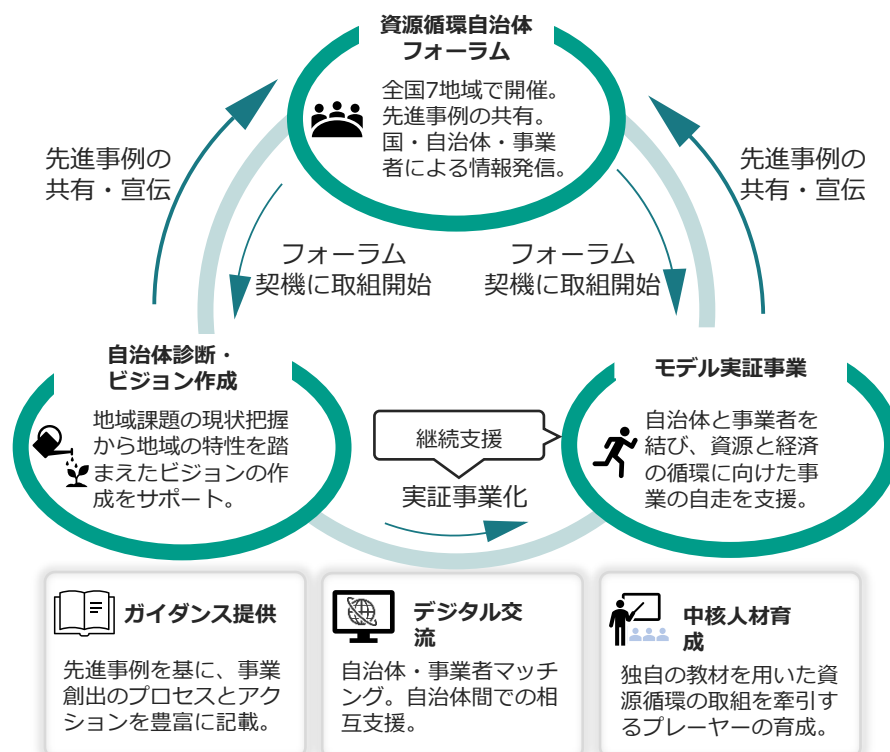 資源循環自治体
フォーラム
全国7地域で開催。
先進事例の共有。
国・自治体・事業
者による情報発信。
先進事例の
共有・宣伝
先進事例の
共有・宣伝
フォーラム
契機に取組開始
フォーラム
契機に取組開始
自治体診断・
ビジョン作成
地域課題の現状把握
から地域の特性を踏
まえたビジョンの作
成をサポート。
継続支援
実証事業化
モデル実証事業
自治体と事業者を
結び、資源と経済
の循環に向けた事
業の自走を支援。
ガイダンス提供
先進事例を基に、事業
創出のプロセスとアク
ションを豊富に記載。
デジタル交
流
自治体・事業者マッチ
ング。自治体間での相
互支援。
中核人材育
成
独自の教材を用いた資
源循環の取組を牽引す
るプレーヤーの育成。